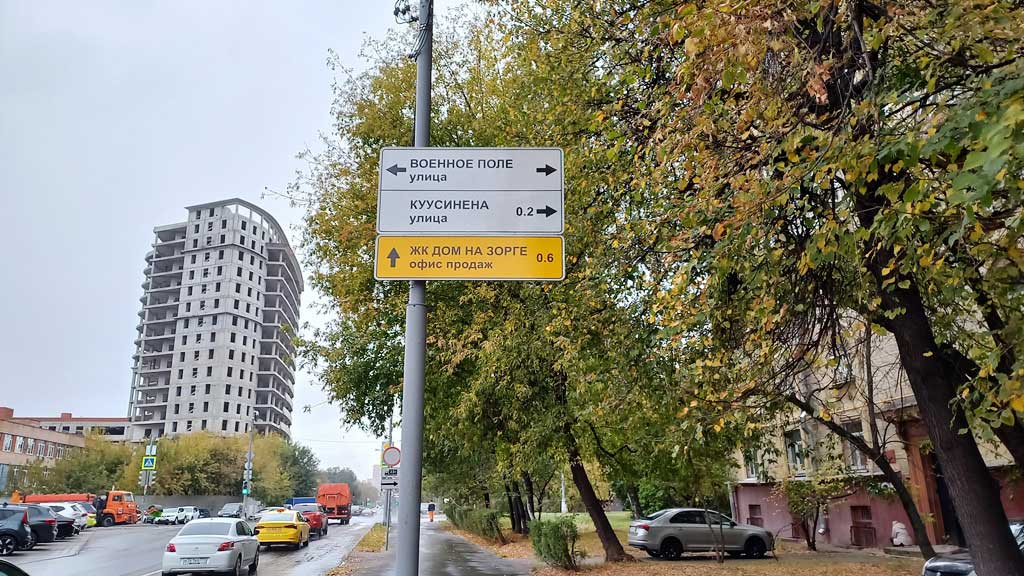 ВОЕННОЕ ПОЛЕ
улица
КУУСИНЕНА
улица 0.2
ЖК ДОМ НА ЗОРГЕ
офис продаж 0.6